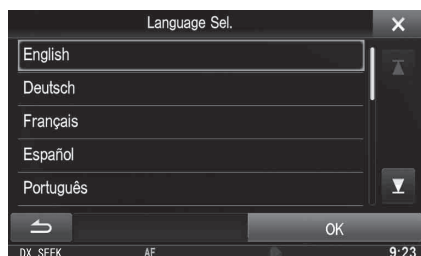 Language Sel.
English
Deutsch
Français
Español
Português
OK
DX SEEK AF 9:23